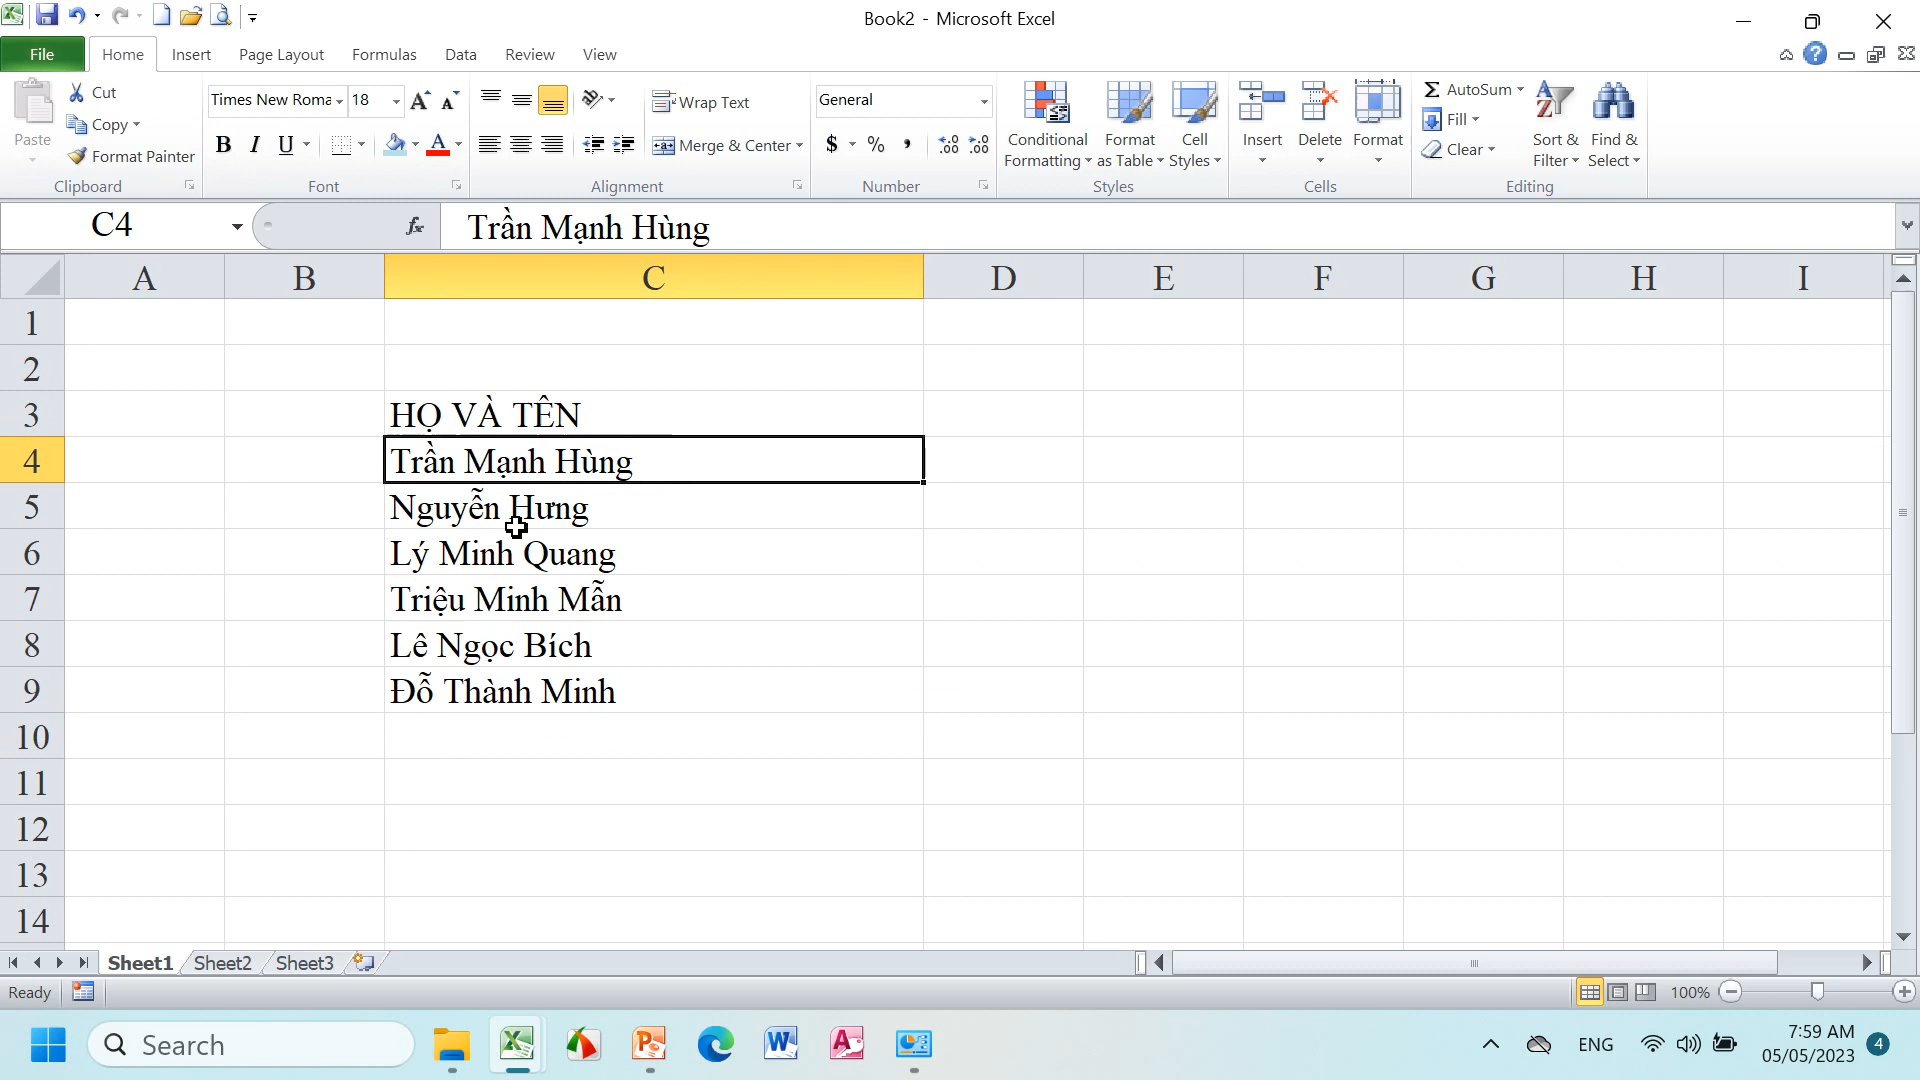 Book2 - Microsoft Excel
File Home Insert Page Layout Formulas Data Review View
Paste
Cut
Copy
Format Painter
Clipboard
Times New Roma 18
A A
B I U A
Font
Wrap Text
Merge & Center
Alignment
General
$ % ,
Number
Conditional Formatting
Format as Table
Cell Styles
Styles
Insert Delete Format
Cells
AutoSum
Fill
Clear
Sort & Filter
Find & Select
Editing
C4 fx Trần Mạnh Hùng
A B C D E F G H I
1
2
3 HỌ VÀ TÊN
4 Trần Mạnh Hùng
5 Nguyễn Hưng
6 Lý Minh Quang
7 Triệu Minh Mẫn
8 Lê Ngọc Bích
9 Đỗ Thành Minh
10
11
12
13
14
Sheet1 Sheet2 Sheet3
Ready 100%
Search ENG 7:59 AM 4
05/05/2023